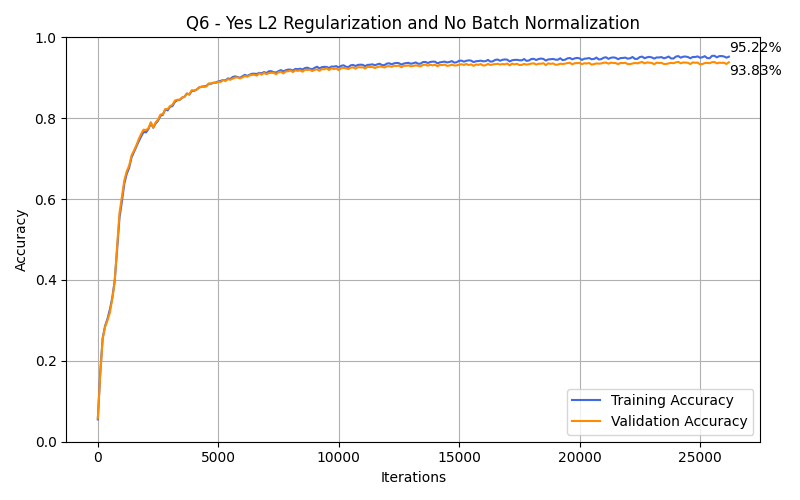 Q6 - Yes L2 Regularization and No Batch Normalization
1.0
0.8
0.6
0.4
0.2
0.0
Accuracy
95.22%
93.83%
Training Accuracy
Validation Accuracy
0 5000 10000 15000 20000 25000
Iterations